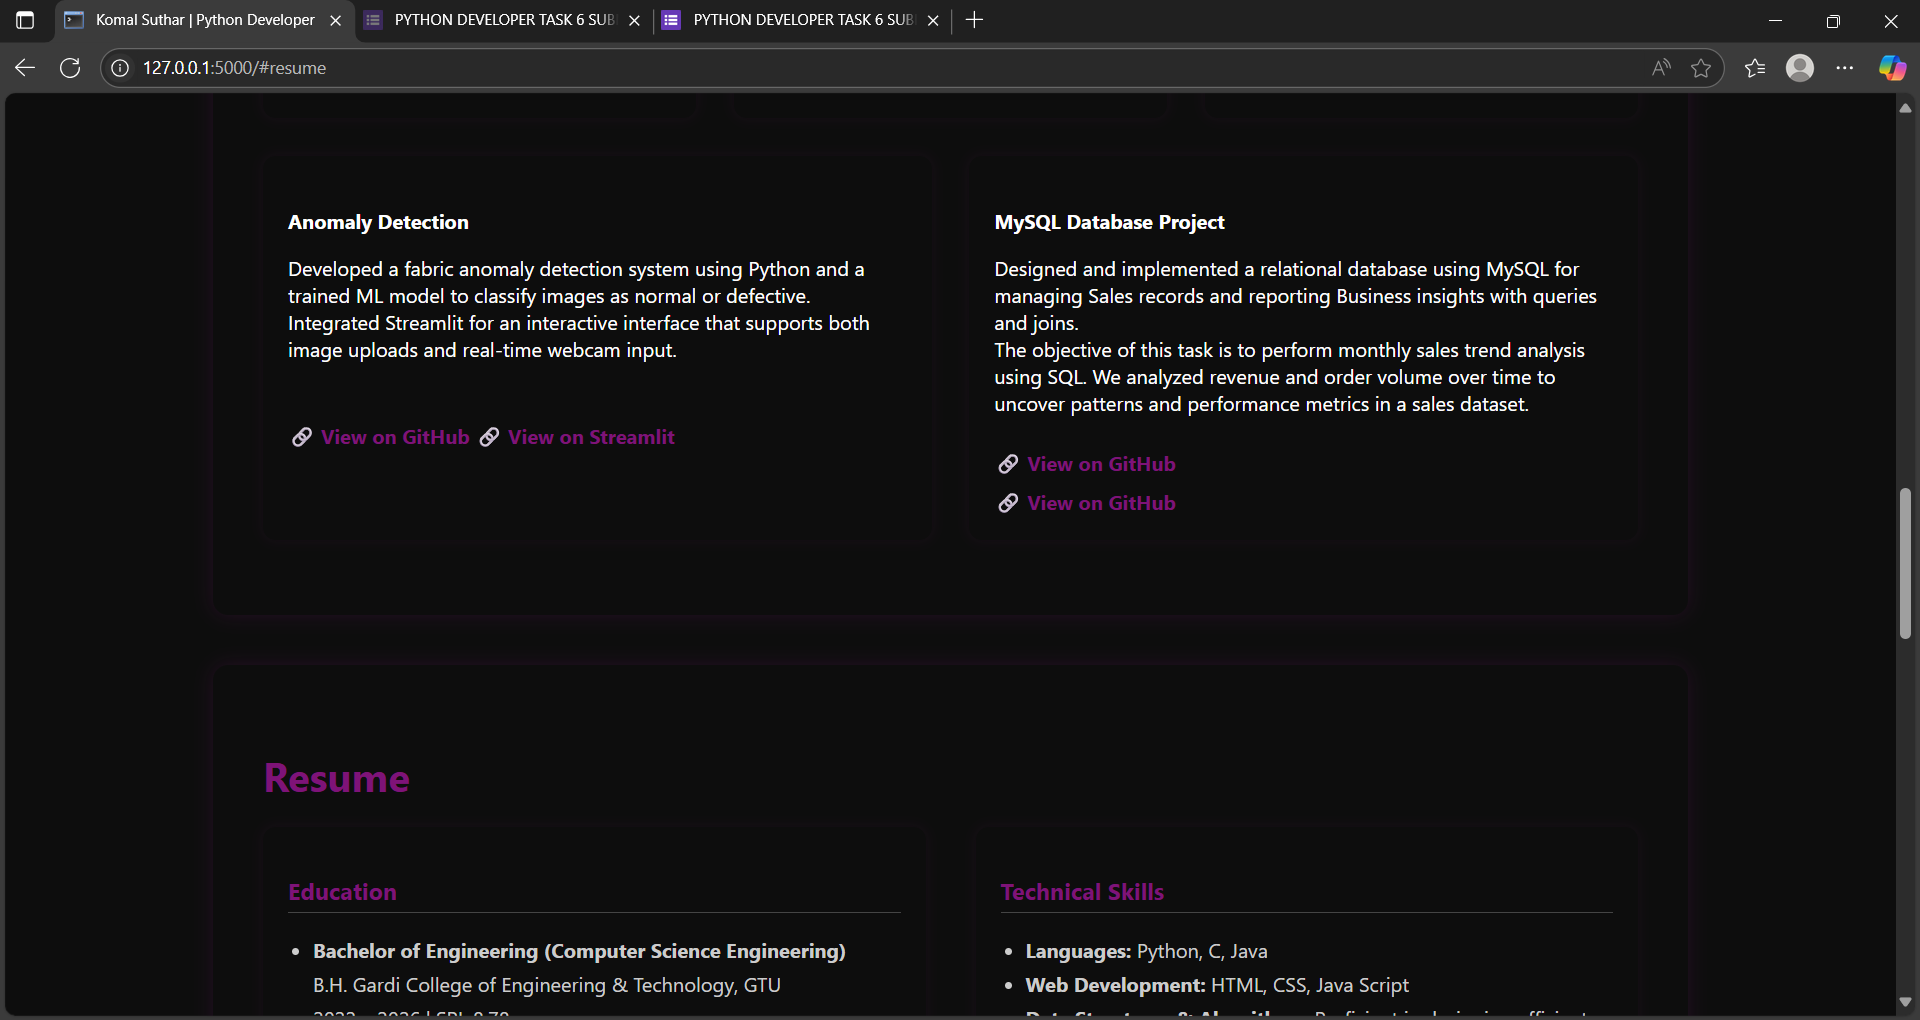 Komal Suthar | Python Developer
PYTHON DEVELOPER TASK 6 SUB
PYTHON DEVELOPER TASK 6 SUB
127.0.0.1:5000/#resume
Anomaly Detection
Developed a fabric anomaly detection system using Python and a
trained ML model to classify images as normal or defective.
Integrated Streamlit for an interactive interface that supports both
image uploads and real-time webcam input.
View on GitHub View on Streamlit
MySQL Database Project
Designed and implemented a relational database using MySQL for
managing Sales records and reporting Business insights with queries
and joins.
The objective of this task is to perform monthly sales trend analysis
using SQL. We analyzed revenue and order volume over time to
uncover patterns and performance metrics in a sales dataset.
View on GitHub
View on GitHub
Resume
Education
• Bachelor of Engineering (Computer Science Engineering)
B.H. Gardi College of Engineering & Technology, GTU
Technical Skills
• Languages: Python, C, Java
• Web Development: HTML, CSS, Java Script